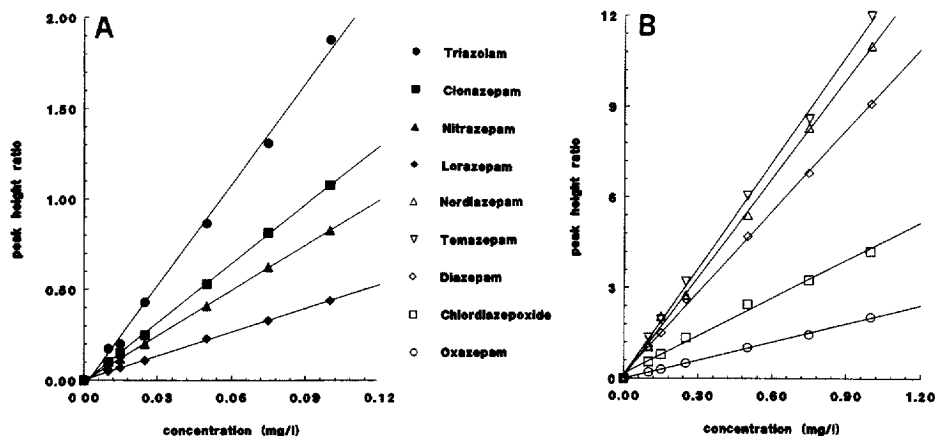 A
2.00
1.50
1.00
0.50
0.00
peak height ratio
0.00 0.03 0.06 0.09 0.12
concentration (mg/l)
Triazolam
Clonazepam
Nitrazepam
Lorazepam
Nordiazepam
Temazepam
Diazepam
Chlordiazepoxide
Oxazepam
B
12
9
6
3
0
peak height ratio
0.00 0.30 0.60 0.90 1.20
concentration (mg/l)